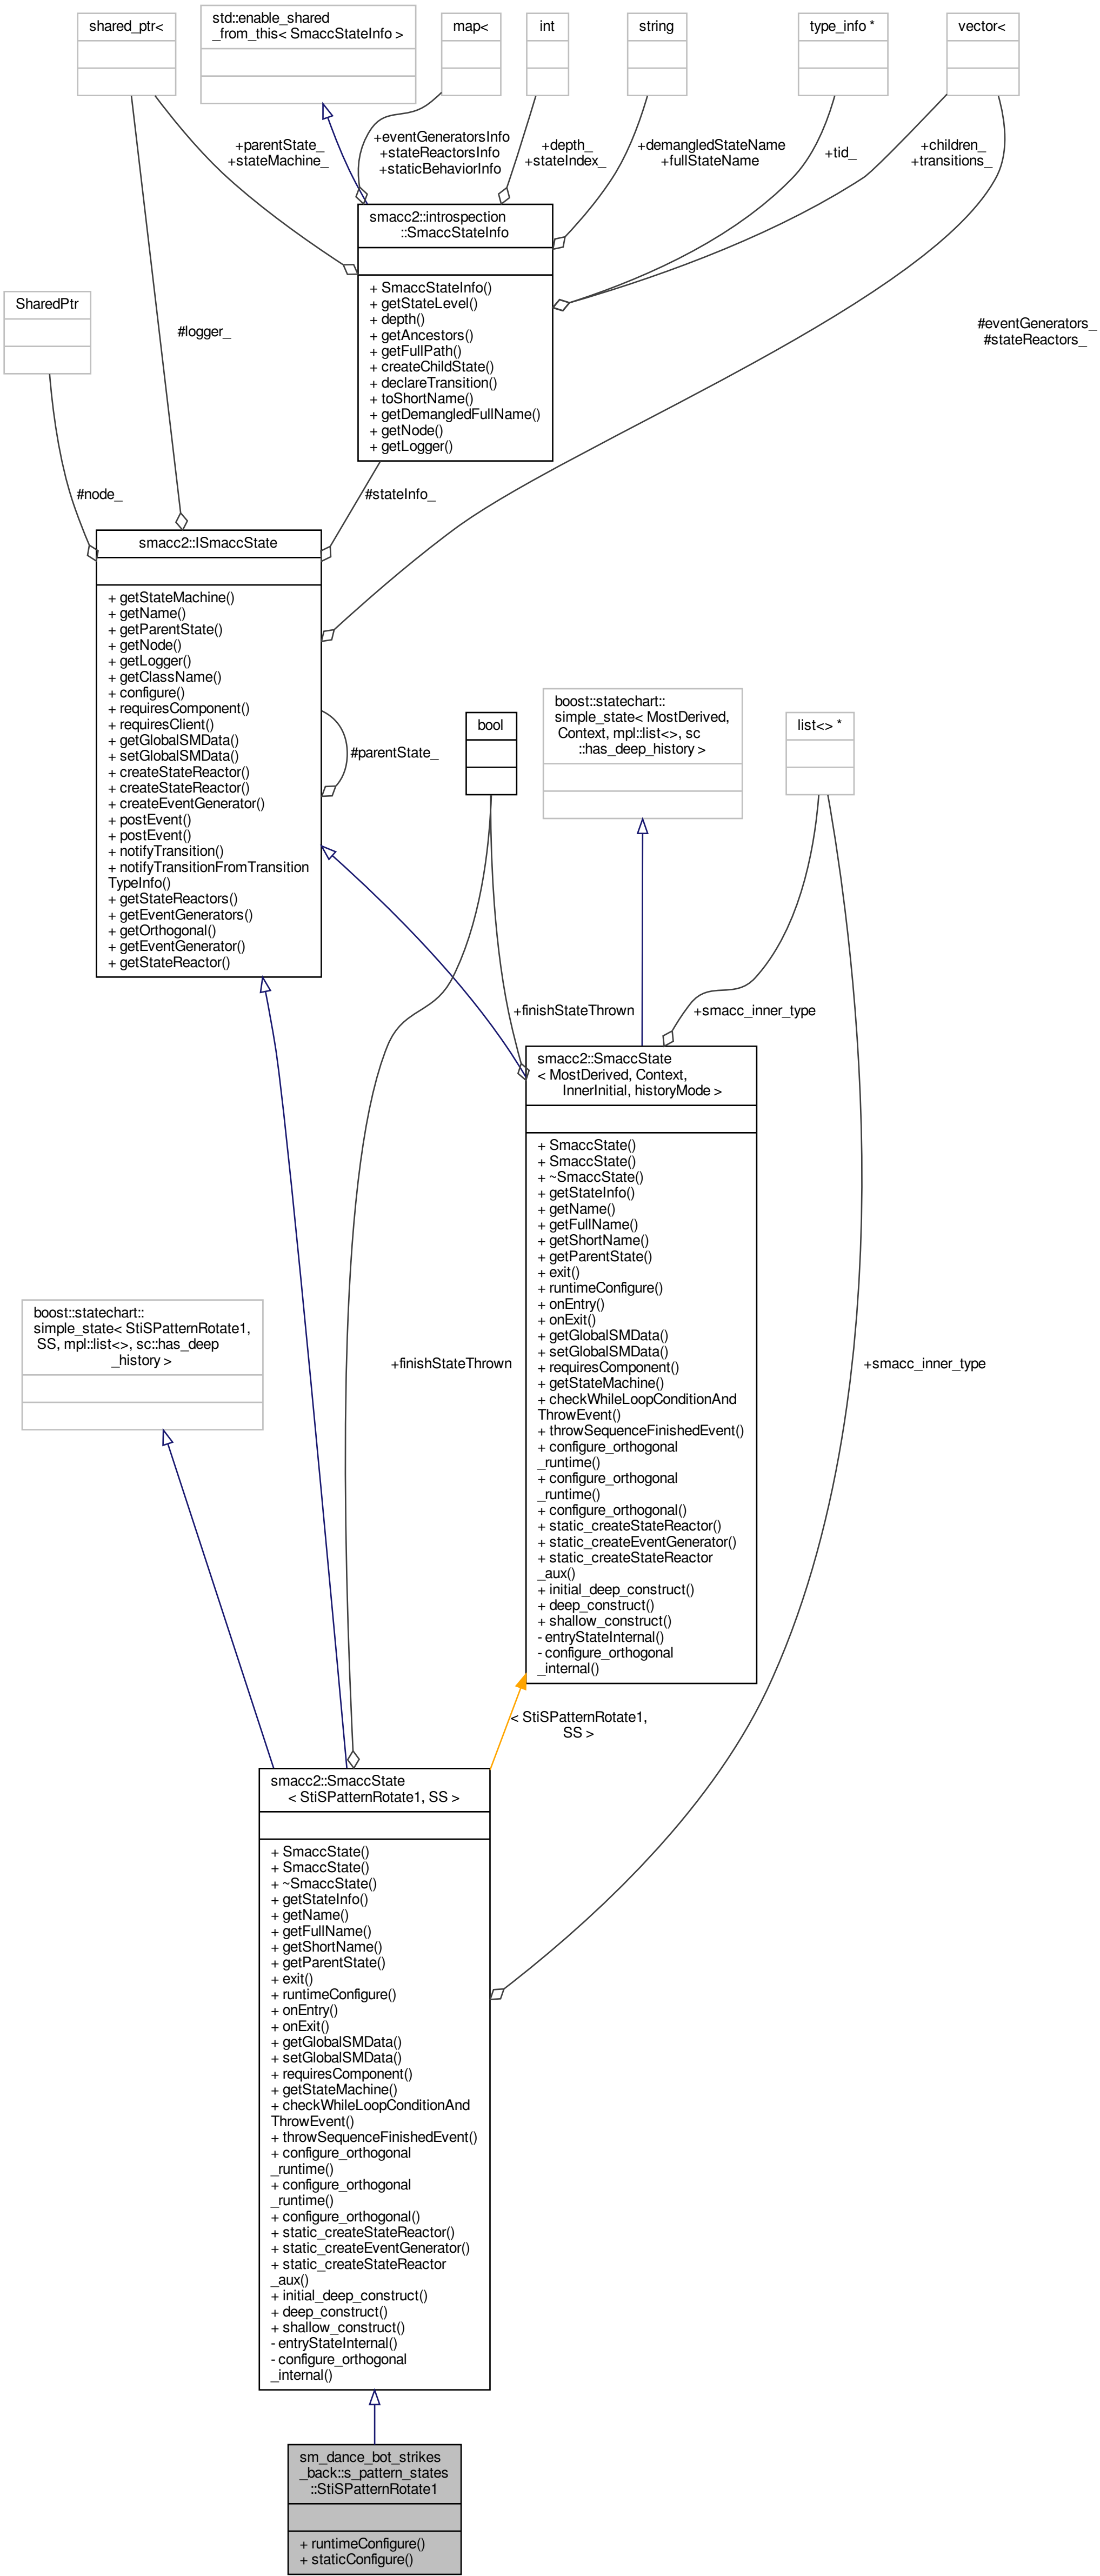 shared_ptr<
std::enable_shared
_from_this< SmaccStateInfo >
map<
int
string
type_info *
vector<
+parentState_
+stateMachine_
+eventGeneratorsInfo
+stateReactorsInfo
+staticBehaviorInfo
+depth_
+stateIndex_
+demangledStateName
+fullStateName
+tid_
+children_
+transitions_
smacc2::introspection
::SmaccStateInfo
+ SmaccStateInfo()
+ getStateLevel()
+ depth()
+ getAncestors()
+ getFullPath()
+ createChildState()
+ declareTransition()
+ toShortName()
+ getDemangledFullName()
+ getNode()
+ getLogger()
SharedPtr
#logger_
#eventGenerators_
#stateReactors_
#node_
#stateInfo_
smacc2::ISmaccState
+ getStateMachine()
+ getName()
+ getParentState()
+ getNode()
+ getLogger()
+ getClassName()
+ configure()
+ requiresComponent()
+ requiresClient()
+ getGlobalSMData()
+ setGlobalSMData()
+ createStateReactor()
+ createStateReactor()
+ createEventGenerator()
+ postEvent()
+ postEvent()
+ notifyTransition()
+ notifyTransitionFromTransition
TypeInfo()
+ getStateReactors()
+ getEventGenerators()
+ getOrthogonal()
+ getEventGenerator()
+ getStateReactor()
#parentState_
bool
boost::statechart::
simple_state< MostDerived,
Context, mpl::list<>, sc
::has_deep_history >
list<> *
+finishStateThrown
+smacc_inner_type
smacc2::SmaccState
< MostDerived, Context,
InnerInitial, historyMode >
+ SmaccState()
+ SmaccState()
+ ~SmaccState()
+ getStateInfo()
+ getName()
+ getFullName()
+ getShortName()
+ getParentState()
+ exit()
+ runtimeConfigure()
+ onEntry()
+ onExit()
+ getGlobalSMData()
+ setGlobalSMData()
+ requiresComponent()
+ getStateMachine()
+ checkWhileLoopConditionAnd
ThrowEvent()
+ throwSequenceFinishedEvent()
+ configure_orthogonal
_runtime()
+ configure_orthogonal
_runtime()
+ configure_orthogonal()
+ static_createStateReactor()
+ static_createEventGenerator()
+ static_createStateReactor
_aux()
+ initial_deep_construct()
+ deep_construct()
+ shallow_construct()
- entryStateInternal()
- configure_orthogonal
_internal()
boost::statechart::
simple_state< StiSPatternRotate1,
SS, mpl::list<>, sc::has_deep
_history >
+finishStateThrown
+smacc_inner_type
< StiSPatternRotate1,
SS >
smacc2::SmaccState
< StiSPatternRotate1, SS >
+ SmaccState()
+ SmaccState()
+ ~SmaccState()
+ getStateInfo()
+ getName()
+ getFullName()
+ getShortName()
+ getParentState()
+ exit()
+ runtimeConfigure()
+ onEntry()
+ onExit()
+ getGlobalSMData()
+ setGlobalSMData()
+ requiresComponent()
+ getStateMachine()
+ checkWhileLoopConditionAnd
ThrowEvent()
+ throwSequenceFinishedEvent()
+ configure_orthogonal
_runtime()
+ configure_orthogonal
_runtime()
+ configure_orthogonal()
+ static_createStateReactor()
+ static_createEventGenerator()
+ static_createStateReactor
_aux()
+ initial_deep_construct()
+ deep_construct()
+ shallow_construct()
- entryStateInternal()
- configure_orthogonal
_internal()
sm_dance_bot_strikes
_back::s_pattern_states
::StiSPatternRotate1
+ runtimeConfigure()
+ staticConfigure()